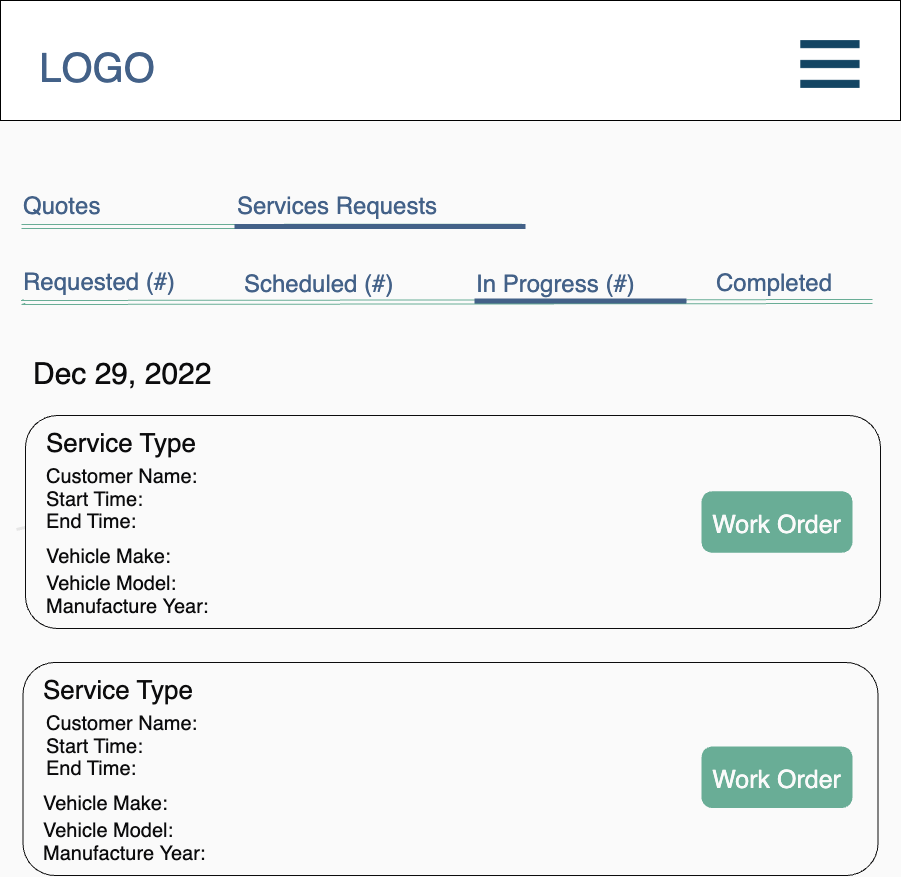 LOGO
Quotes Services Requests
Requested (#) Scheduled (#) In Progress (#) Completed
Dec 29, 2022
Service Type
Customer Name:
Start Time:
End Time:
Work Order
Vehicle Make:
Vehicle Model:
Manufacture Year:
Service Type
Customer Name:
Start Time:
End Time:
Work Order
Vehicle Make:
Vehicle Model:
Manufacture Year: